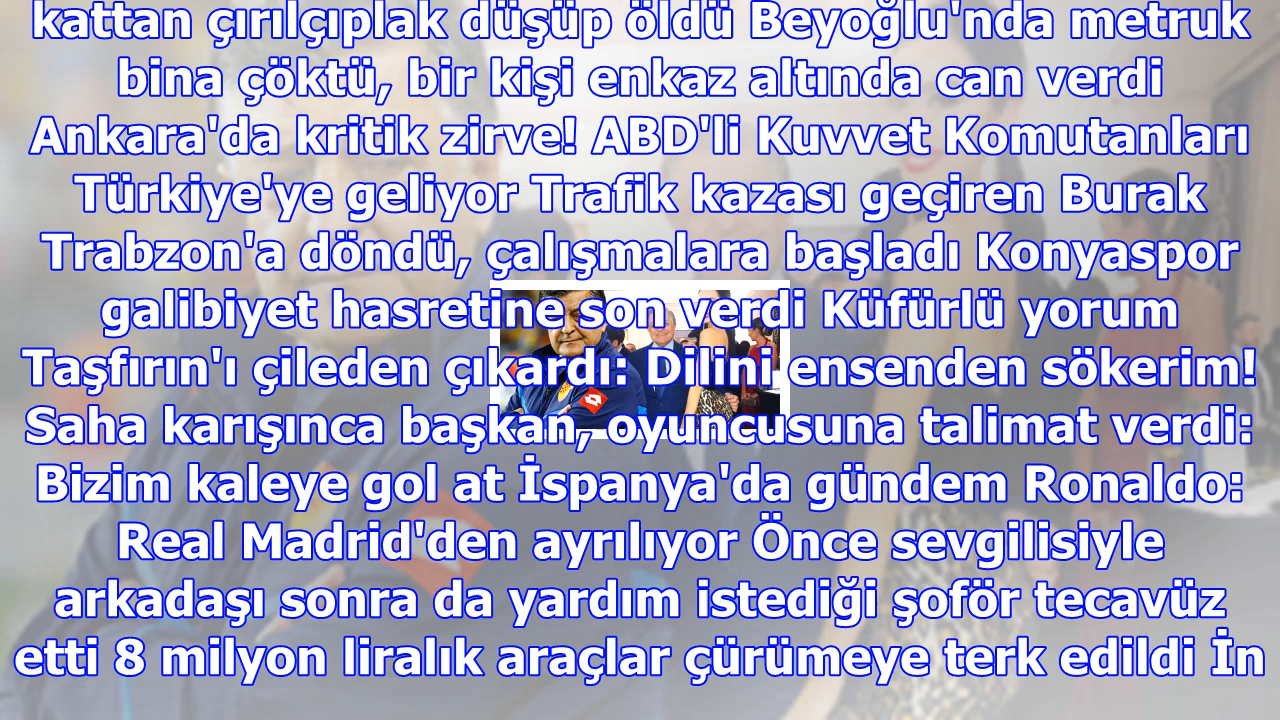 kattan çırılçıplak düşüp öldü Beyoğlu'nda metruk
bina çöktü, bir kişi enkaz altında can verdi
Ankara'da kritik zirve! ABD'li Kuvvet Komutanları
Türkiye'ye geliyor Trafik kazası geçiren Burak
Trabzon'a döndü, çalışmalara başladı Konyaspor
galibiyet hasretine son verdi Küfürlü yorum
Taşfırın'ı çileden çıkardı: Dilini ensenden sökerim!
Saha karışınca başkan, oyuncusuna talimat verdi:
Bizim kaleye gol at İspanya'da gündem Ronaldo:
Real Madrid'den ayrılıyor Önce sevgilisiyle
arkadaşı sonra da yardım istediği şoför tecavüz
etti 8 milyon liralık araçlar çürümeye terk edildi İn